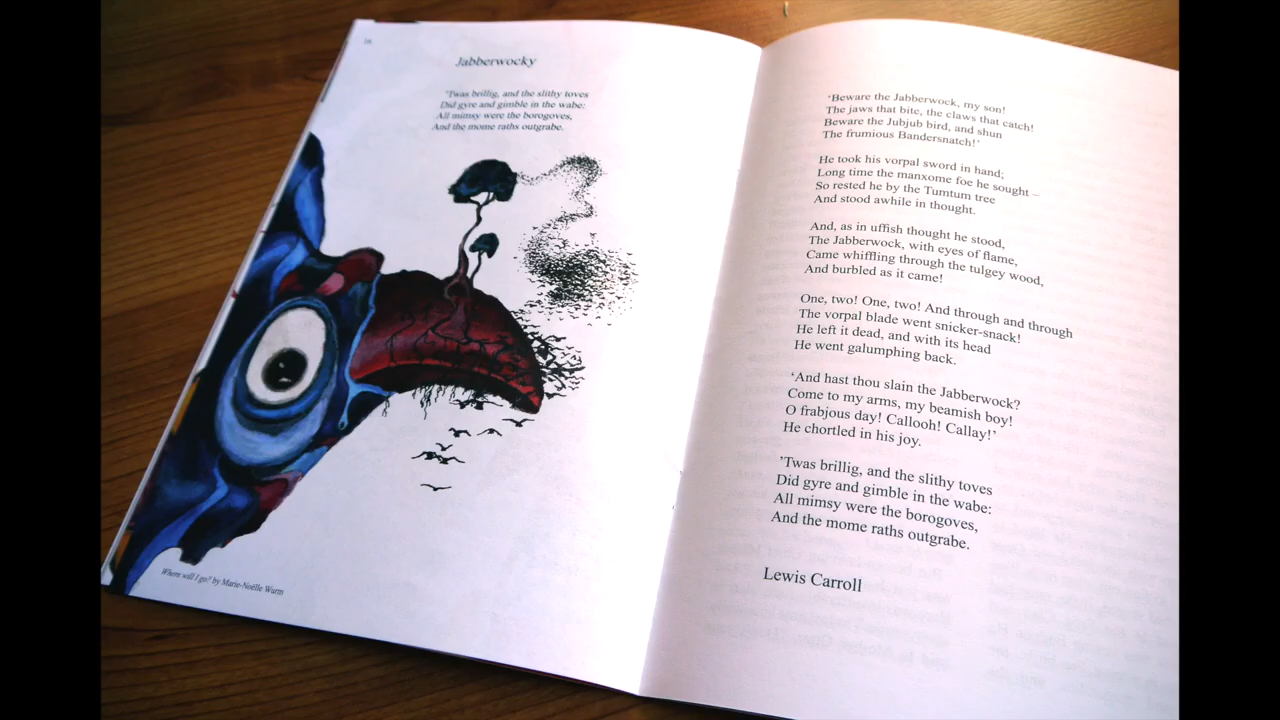 16
Jabberwocky
'Twas brillig, and the slithy toves
Did gyre and gimble in the wabe:
All mimsy were the borogoves,
And the mome raths outgrabe.
Where will I go? by Marie-Noëlle Wurm
'Beware the Jabberwock, my son!
The jaws that bite, the claws that catch!
Beware the Jubjub bird, and shun
The frumious Bandersnatch!'
He took his vorpal sword in hand;
Long time the manxome foe he sought –
So rested he by the Tumtum tree
And stood awhile in thought.
And, as in uffish thought he stood,
The Jabberwock, with eyes of flame,
Came whiffling through the tulgey wood,
And burbled as it came!
One, two! One, two! And through and through
The vorpal blade went snicker-snack!
He left it dead, and with its head
He went galumphing back.
'And hast thou slain the Jabberwock?
Come to my arms, my beamish boy!
O frabjous day! Callooh! Callay!'
He chortled in his joy.
'Twas brillig, and the slithy toves
Did gyre and gimble in the wabe:
All mimsy were the borogoves,
And the mome raths outgrabe.
Lewis Carroll